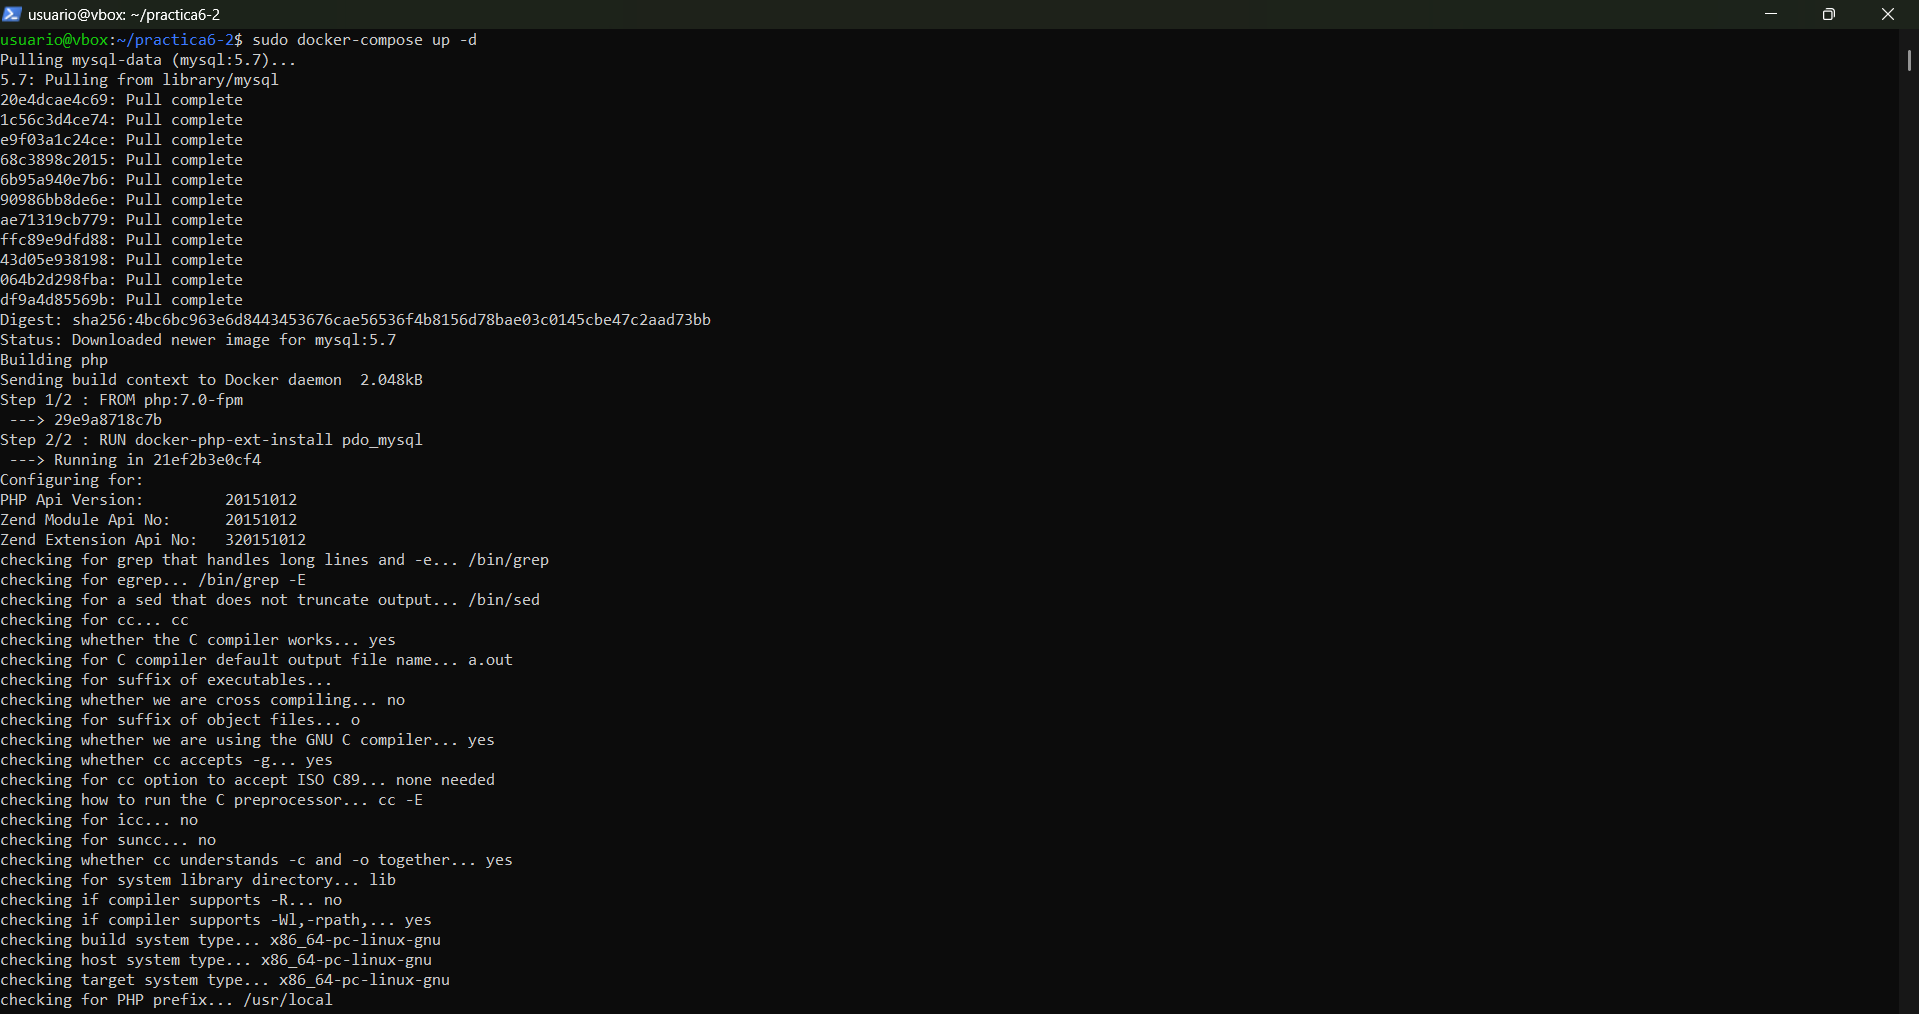 usuario@vbox: ~/practica6-2
usuario@vbox:~/practica6-2$ sudo docker-compose up -d
Pulling mysql-data (mysql:5.7)...
5.7: Pulling from library/mysql
20e4dcae4c69: Pull complete
1c56c3d4ce74: Pull complete
e9f03a1c24ce: Pull complete
68c3898c2015: Pull complete
6b95a940e7b6: Pull complete
90986bb8de6e: Pull complete
ae71319cb779: Pull complete
ffc89e9dfd88: Pull complete
43d05e938198: Pull complete
064b2d298fba: Pull complete
df9a4d85569b: Pull complete
Digest: sha256:4bc6bc963e6d8443453676cae56536f4b8156d78bae03c0145cbe47c2aad73bb
Status: Downloaded newer image for mysql:5.7
Building php
Sending build context to Docker daemon  2.048kB
Step 1/2 : FROM php:7.0-fpm
 ---> 29e9a8718c7b
Step 2/2 : RUN docker-php-ext-install pdo_mysql
 ---> Running in 21ef2b3e0cf4
Configuring for:
PHP Api Version:         20151012
Zend Module Api No:      20151012
Zend Extension Api No:   320151012
checking for grep that handles long lines and -e... /bin/grep
checking for egrep... /bin/grep -E
checking for a sed that does not truncate output... /bin/sed
checking for cc... cc
checking whether the C compiler works... yes
checking for C compiler default output file name... a.out
checking for suffix of executables...
checking whether we are cross compiling... no
checking for suffix of object files... o
checking whether we are using the GNU C compiler... yes
checking whether cc accepts -g... yes
checking for cc option to accept ISO C89... none needed
checking how to run the C preprocessor... cc -E
checking for icc... no
checking for suncc... no
checking whether cc understands -c and -o together... yes
checking for system library directory... lib
checking if compiler supports -R... no
checking if compiler supports -Wl,-rpath,... yes
checking build system type... x86_64-pc-linux-gnu
checking host system type... x86_64-pc-linux-gnu
checking target system type... x86_64-pc-linux-gnu
checking for PHP prefix... /usr/local